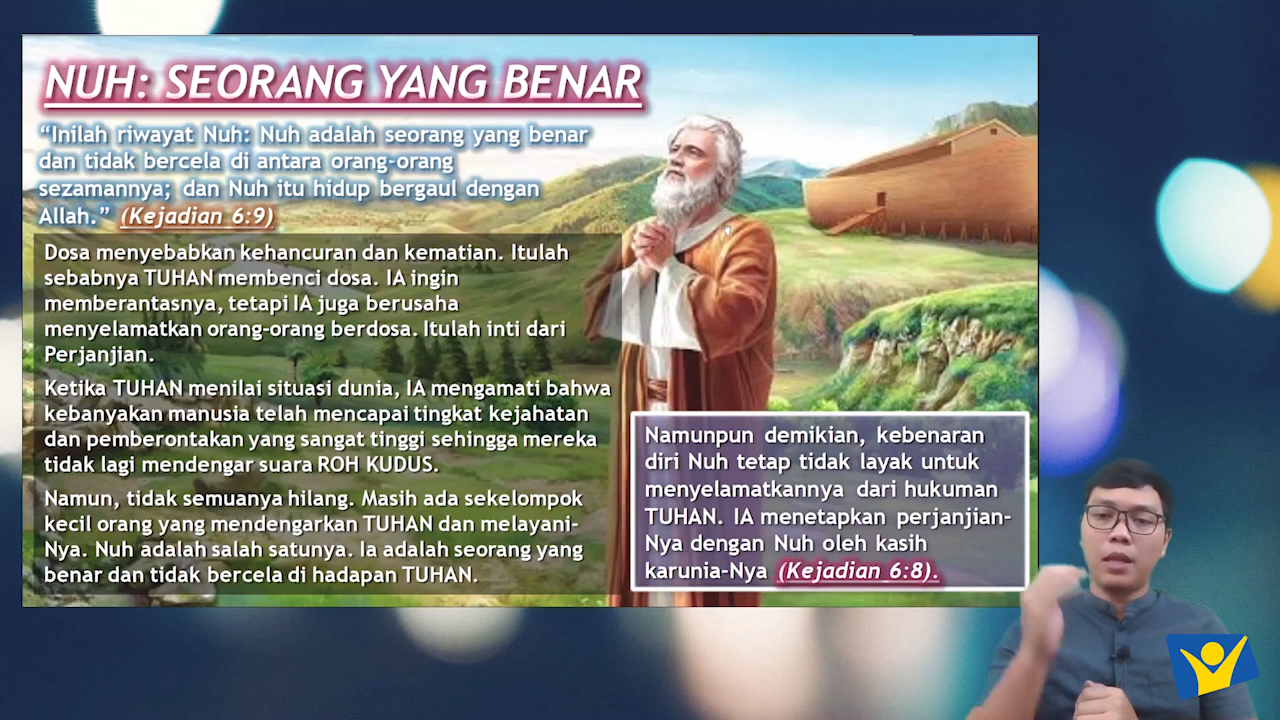 NUH: SEORANG YANG BENAR
“Inilah riwayat Nuh: Nuh adalah seorang yang benar
dan tidak bercela di antara orang-orang
sezamannya; dan Nuh itu hidup bergaul dengan
Allah.” (Kejadian 6:9)
Dosa menyebabkan kehancuran dan kematian. Itulah
sebabnya TUHAN membenci dosa. IA ingin
memberantasnya, tetapi IA juga berusaha
menyelamatkan orang-orang berdosa. Itulah inti dari
Perjanjian.
Ketika TUHAN menilai situasi dunia, IA mengamati bahwa
kebanyakan manusia telah mencapai tingkat kejahatan
dan pemberontakan yang sangat tinggi sehingga mereka
tidak lagi mendengar suara ROH KUDUS.
Namun, tidak semuanya hilang. Masih ada sekelompok
kecil orang yang mendengarkan TUHAN dan melayani-
Nya. Nuh adalah salah satunya. Ia adalah seorang yang
benar dan tidak bercela di hadapan TUHAN.
Namunpun demikian, kebenaran
diri Nuh tetap tidak layak untuk
menyelamatkannya dari hukuman
TUHAN. IA menetapkan perjanjian-
Nya dengan Nuh oleh kasih
karunia-Nya (Kejadian 6:8).